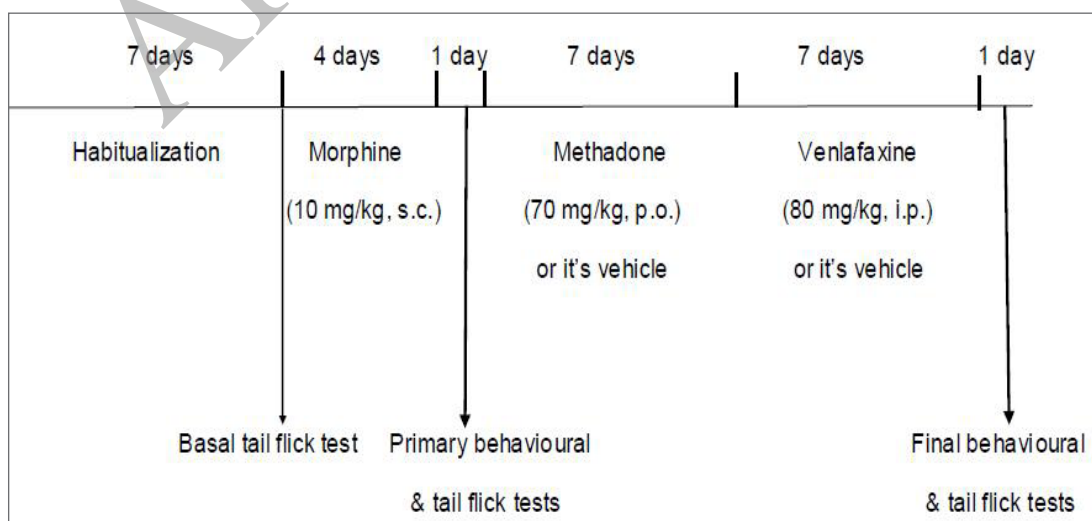 7 days 4 days 1 day 7 days 7 days 1 day
Habitualization Morphine Methadone Venlafaxine
(10 mg/kg, s.c.) (70 mg/kg, p.o.) (80 mg/kg, i.p.)
or it's vehicle or it's vehicle
Basal tail flick test Primary behavioural Final behavioural
& tail flick tests & tail flick tests